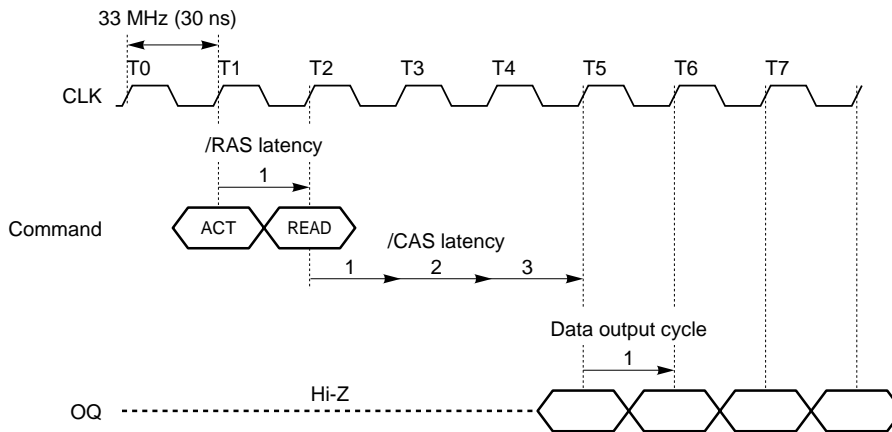 33 MHz (30 ns)
T0 T1 T2 T3 T4 T5 T6 T7
CLK
/RAS latency
1
Command ACT READ
/CAS latency
1 2 3
Data output cycle
1
Hi-Z
OQ